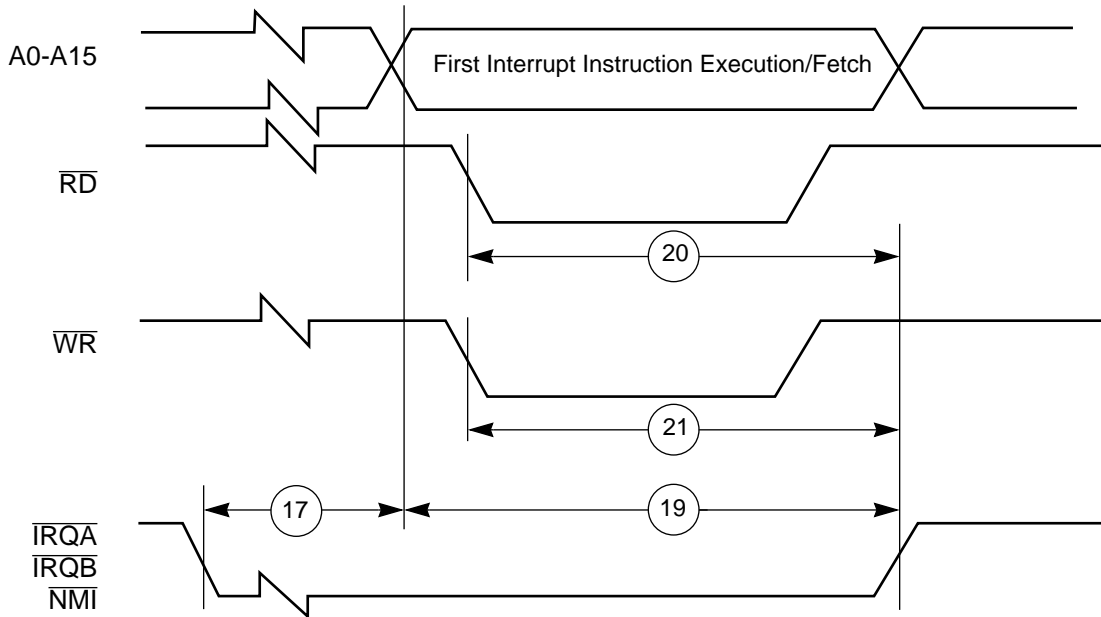 A0-A15
First Interrupt Instruction Execution/Fetch
RD
20
WR
21
17
19
IRQA
IRQB
NMI